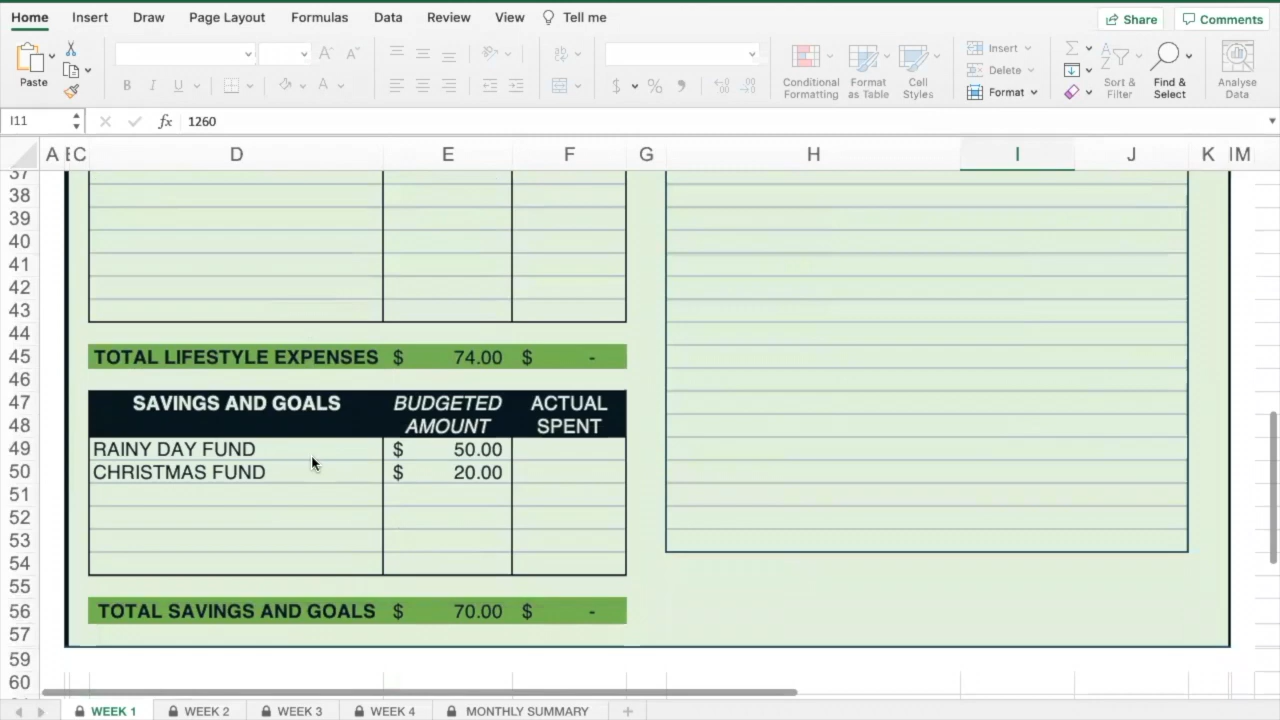 Home Insert Draw Page Layout Formulas Data Review View Tell me Share Comments
Paste B I U $ % Conditional Formatting Format as Table Cell Styles Insert Delete Format Sort & Filter Find & Select Analyse Data
I11 fx 1260
A C D E F G H I J K M
37
38
39
40
41
42
43
44
45 TOTAL LIFESTYLE EXPENSES $ 74.00 $ -
46
47 SAVINGS AND GOALS BUDGETED ACTUAL
48 AMOUNT SPENT
49 RAINY DAY FUND $ 50.00
50 CHRISTMAS FUND $ 20.00
51
52
53
54
55
56 TOTAL SAVINGS AND GOALS $ 70.00 $ -
57
59
60
WEEK 1 WEEK 2 WEEK 3 WEEK 4 MONTHLY SUMMARY +